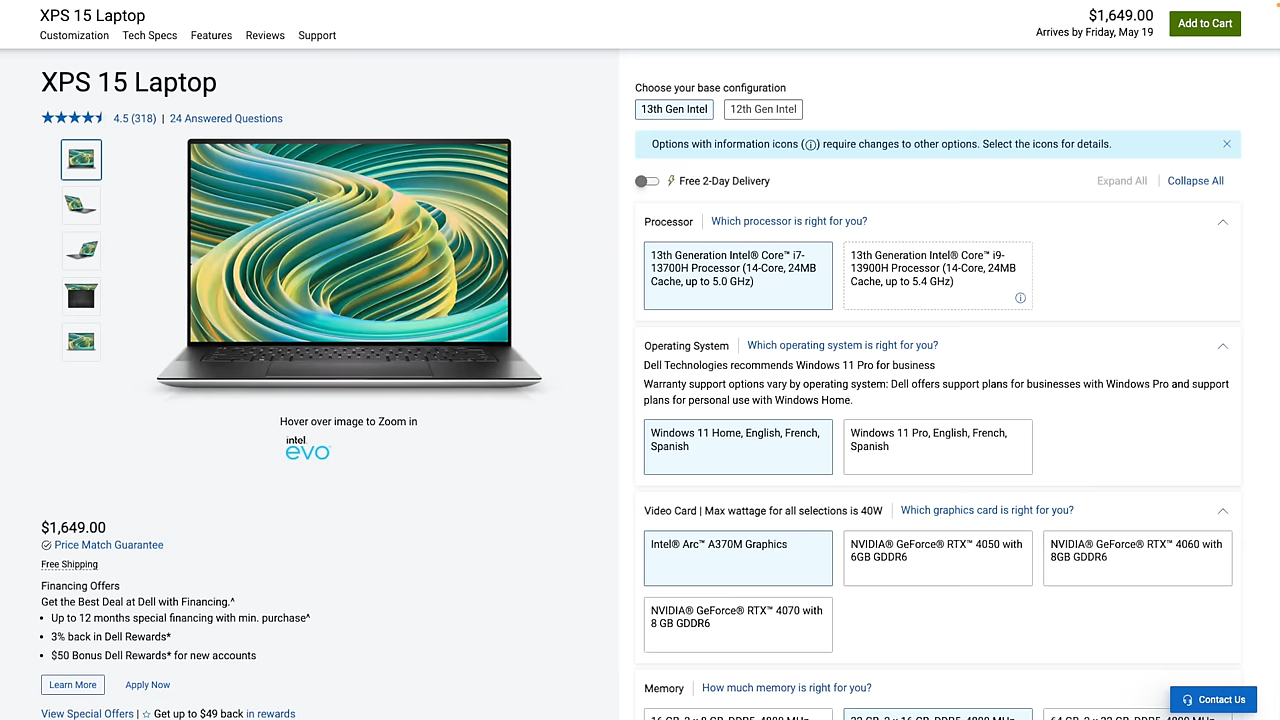 XPS 15 Laptop
Customization Tech Specs Features Reviews Support
$1,649.00
Arrives by Friday, May 19
Add to Cart
XPS 15 Laptop
4.5 (318) | 24 Answered Questions
Hover over image to Zoom in
intel
evo
$1,649.00
Price Match Guarantee
Free Shipping
Financing Offers
Get the Best Deal at Dell with Financing.^
• Up to 12 months special financing with min. purchase^
• 3% back in Dell Rewards*
• $50 Bonus Dell Rewards* for new accounts
Learn More Apply Now
View Special Offers | ☆ Get up to $49 back in rewards
Choose your base configuration
13th Gen Intel 12th Gen Intel
Options with information icons (ⓘ) require changes to other options. Select the icons for details.
Free 2-Day Delivery
Expand All | Collapse All
Processor Which processor is right for you?
13th Generation Intel® Core™ i7-
13700H Processor (14-Core, 24MB
Cache, up to 5.0 GHz)
13th Generation Intel® Core™ i9-
13900H Processor (14-Core, 24MB
Cache, up to 5.4 GHz)
Operating System Which operating system is right for you?
Dell Technologies recommends Windows 11 Pro for business
Warranty support options vary by operating system: Dell offers support plans for businesses with Windows Pro and support
plans for personal use with Windows Home.
Windows 11 Home, English, French,
Spanish
Windows 11 Pro, English, French,
Spanish
Video Card | Max wattage for all selections is 40W Which graphics card is right for you?
Intel® Arc™ A370M Graphics
NVIDIA® GeForce® RTX™ 4050 with
6GB GDDR6
NVIDIA® GeForce® RTX™ 4060 with
8GB GDDR6
NVIDIA® GeForce® RTX™ 4070 with
8 GB GDDR6
Memory How much memory is right for you?
Contact Us